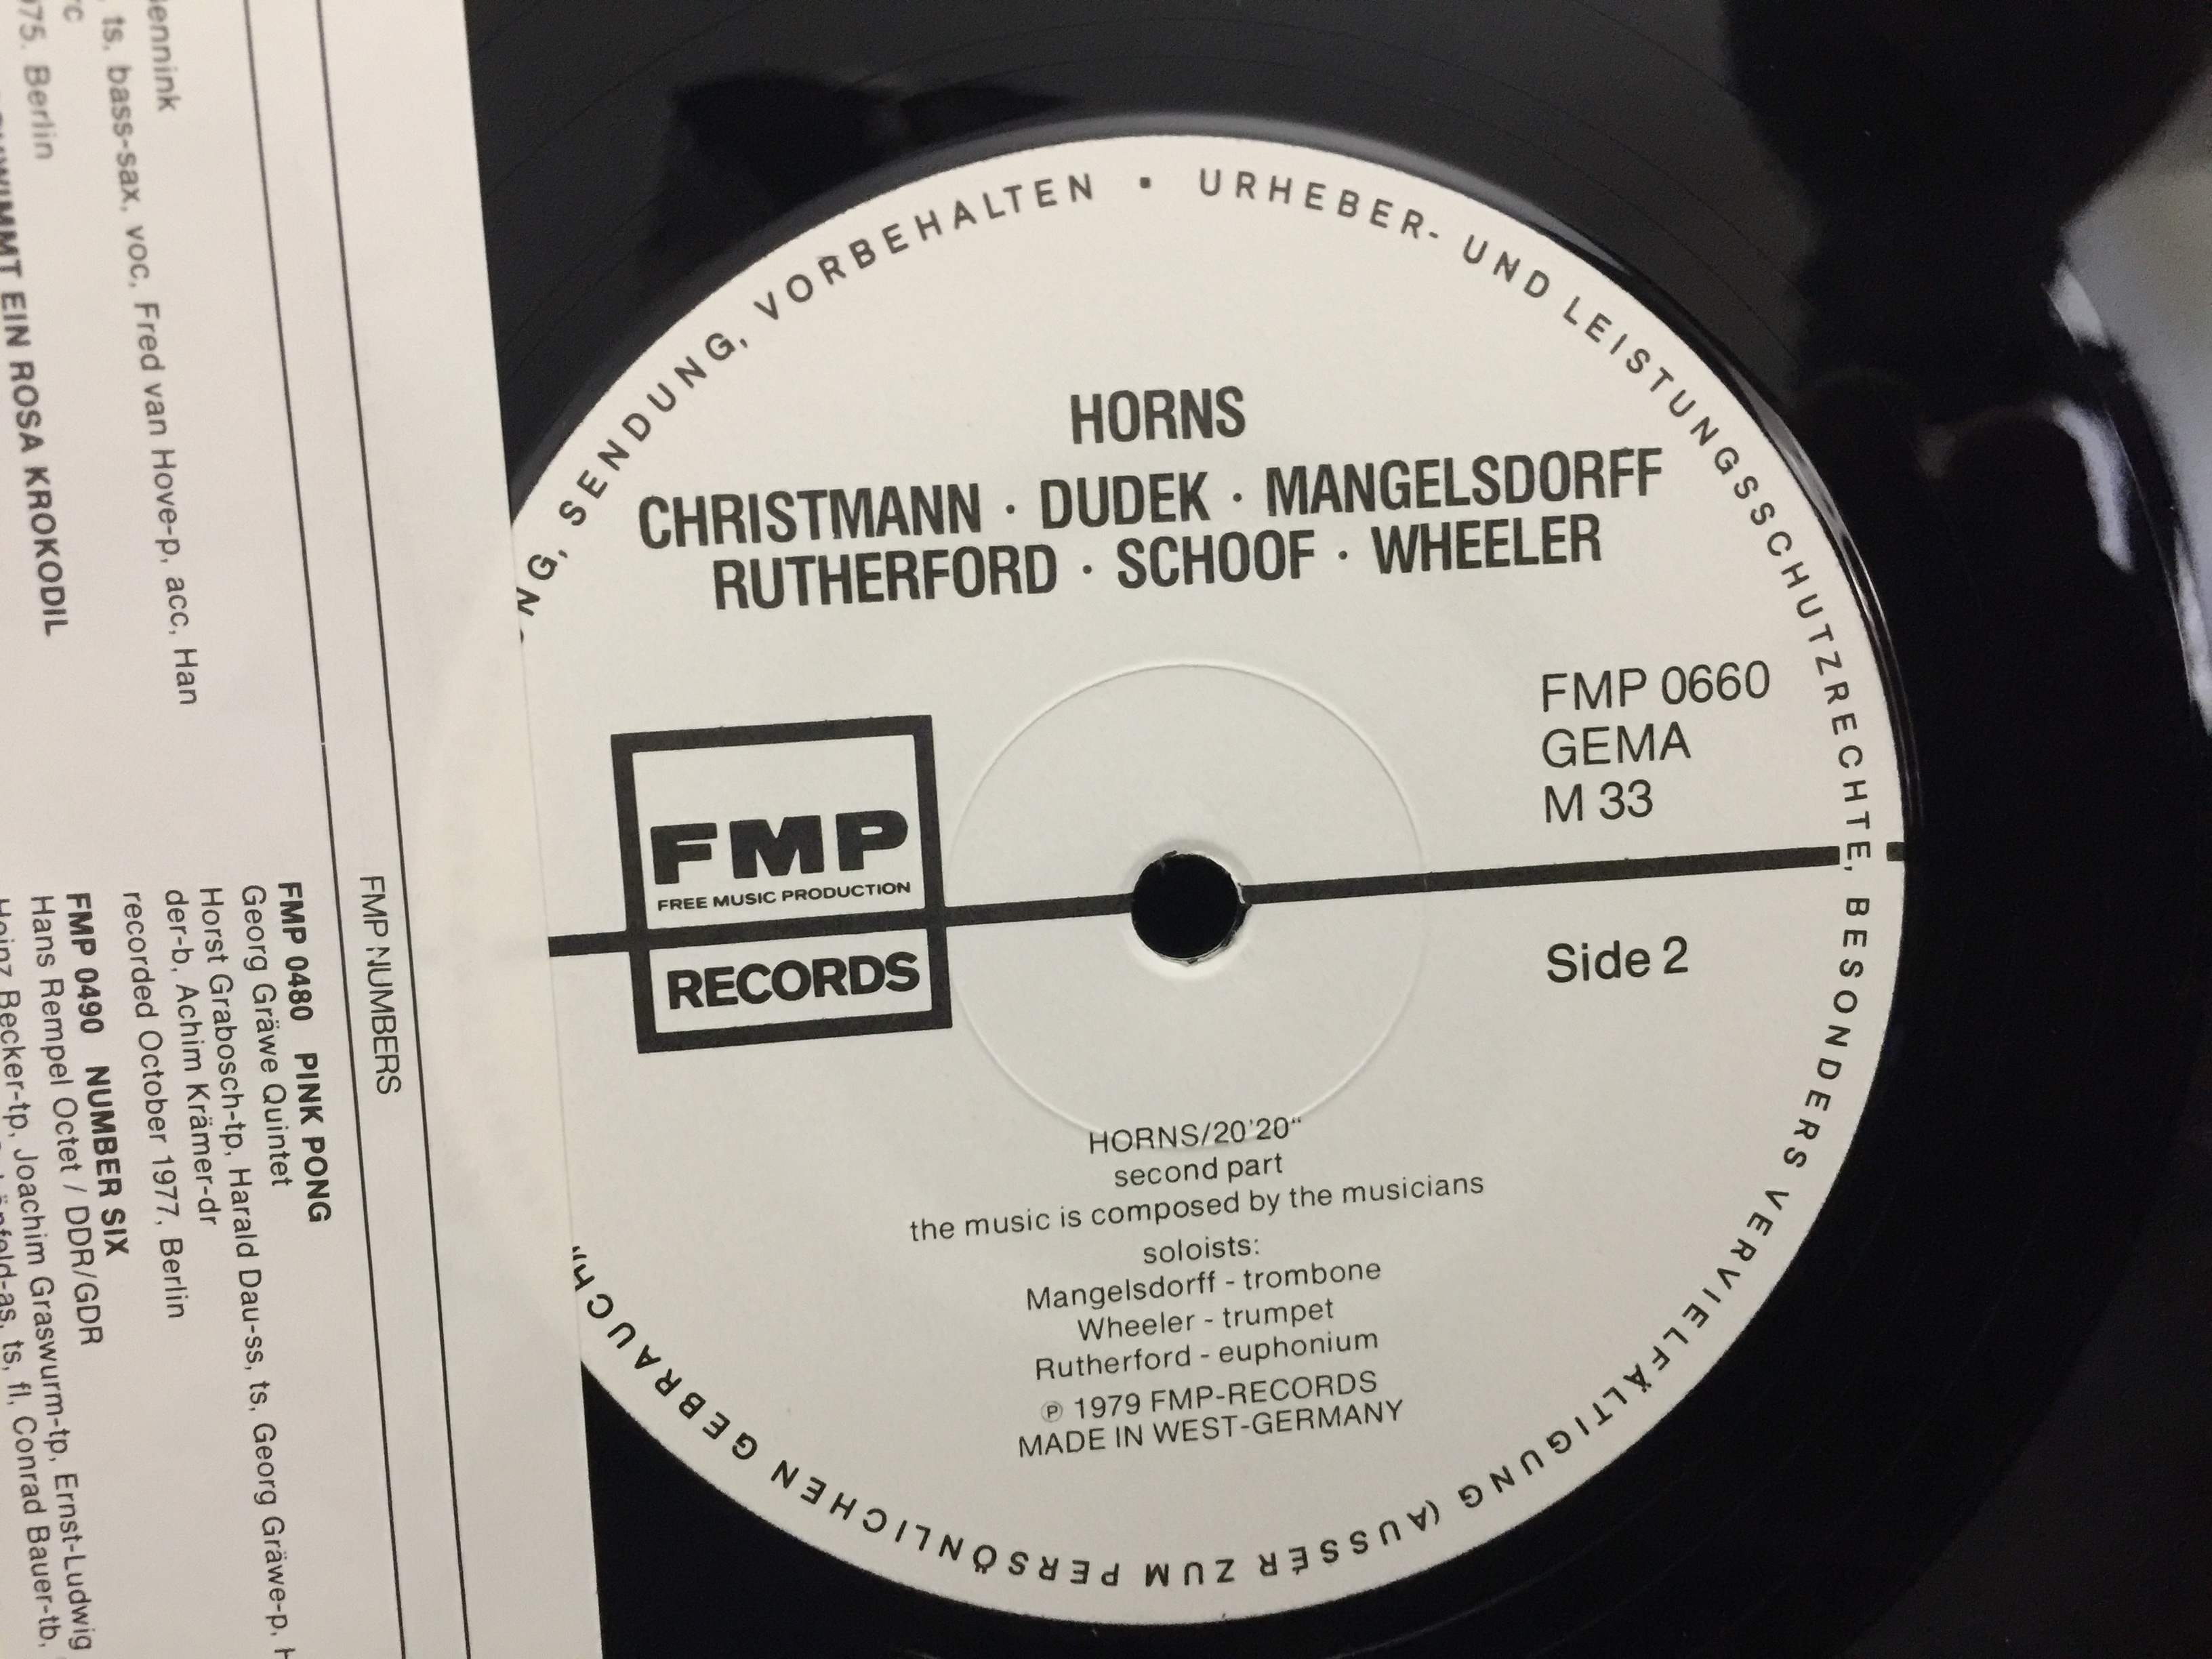 URHEBER- UND LEISTUNGSSCHUTZRECHTE, BESONDERS VERVIELFÄLTIGUNG (AUSSER ZUM PERSÖNLICHEN GEBRAUCH), SENDUNG, VORBEHALTEN ·
HORNS
CHRISTMANN · DUDEK · MANGELSDORFF
RUTHERFORD · SCHOOF · WHEELER
FMP 0660
GEMA
M 33
FMP
FREE MUSIC PRODUCTION
RECORDS
Side 2
HORNS/20'20"
second part
the music is composed by the musicians
soloists:
Mangelsdorff - trombone
Wheeler - trumpet
Rutherford - euphonium
℗ 1979 FMP-RECORDS
MADE IN WEST-GERMANY
FMP NUMBERS
ts, bass-sax, voc, Fred van Hove-p, acc, Han
Berlin
EIN ROSA KROKODIL
FMP 0480 PINK PONG
Georg Gräwe Quintet
Horst Grabosch-tp, Harald Dau-ss, ts, Georg Gräwe-p,
der-b, Achim Krämer-dr
recorded October 1977, Berlin
FMP 0490 NUMBER SIX
Hans Rempel Octet / DDR/GDR
Becker-tp, Joachim Graswurm-tp, Ernst-Ludwig
ts, fl, Conrad Bauer-tb,